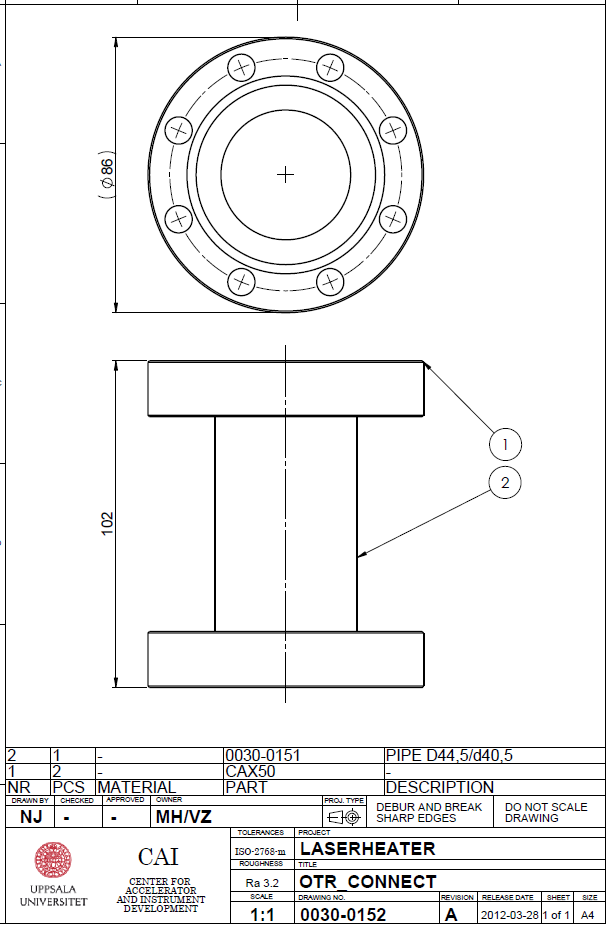 ( ⌀86 )
102
1
2
2 1 - 0030-0151 PIPE D44,5/d40,5
1 2 - CAX50 -
NR PCS MATERIAL PART DESCRIPTION
DRAWN BY CHECKED APPROVED OWNER PROJ. TYPE
NJ - - MH/VZ
DEBUR AND BREAK
SHARP EDGES
DO NOT SCALE
DRAWING
UPPSALA
UNIVERSITET
CAI
CENTER FOR
ACCELERATOR
AND INSTRUMENT
DEVELOPMENT
TOLERANCES PROJECT
ISO-2768-m LASERHEATER
ROUGHNESS TITLE
Ra 3.2 OTR_CONNECT
SCALE DRAWING NO. REVISION RELEASE DATE SHEET SIZE
1:1 0030-0152 A 2012-03-28 1 of 1 A4